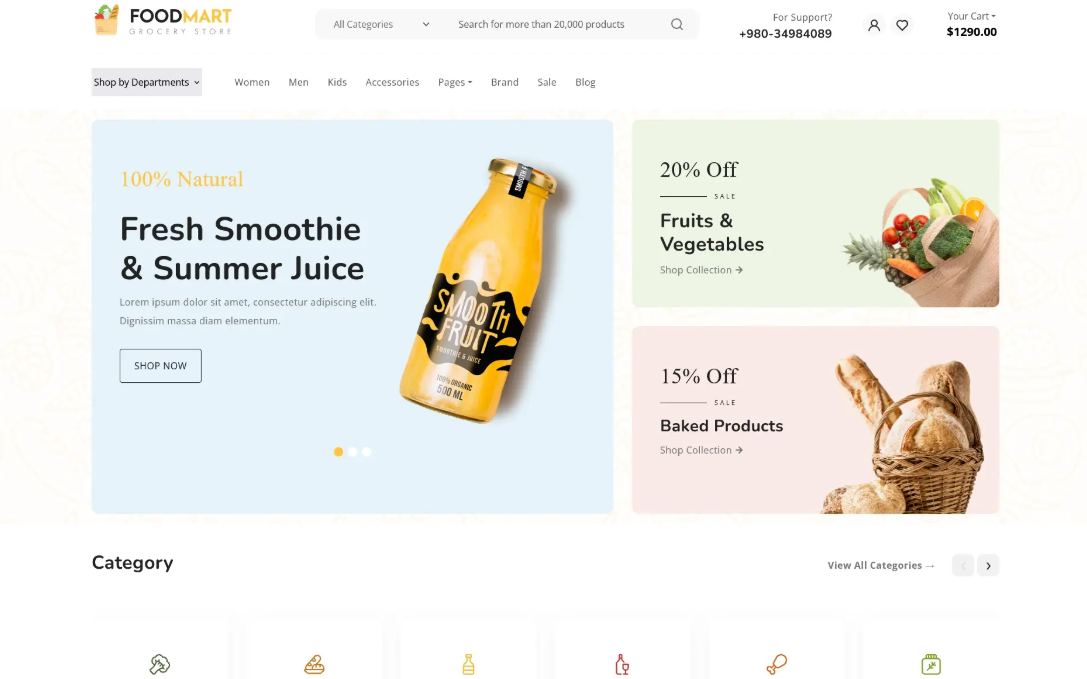 FOODMART
GROCERY STORE
All Categories
Search for more than 20,000 products
For Support?
+980-34984089
Your Cart
$1290.00
Shop by Departments
Women
Men
Kids
Accessories
Pages
Brand
Sale
Blog
100% Natural
Fresh Smoothie
& Summer Juice
Lorem ipsum dolor sit amet, consectetur adipiscing elit.
Dignissim massa diam elementum.
SHOP NOW
SMOOTH
FRUIT
SMOOTHIE & JUICE
100% ORGANIC
500 ML
20% Off
SALE
Fruits &
Vegetables
Shop Collection →
15% Off
SALE
Baked Products
Shop Collection →
Category
View All Categories →